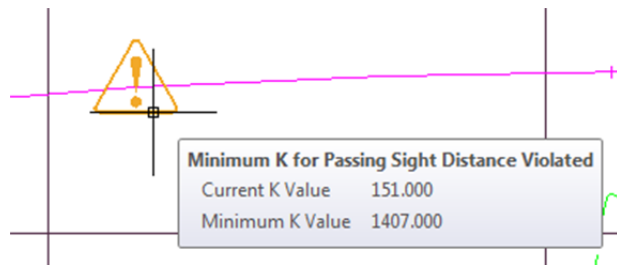 Minimum K for Passing Sight Distance Violated
Current K Value 151.000
Minimum K Value 1407.000